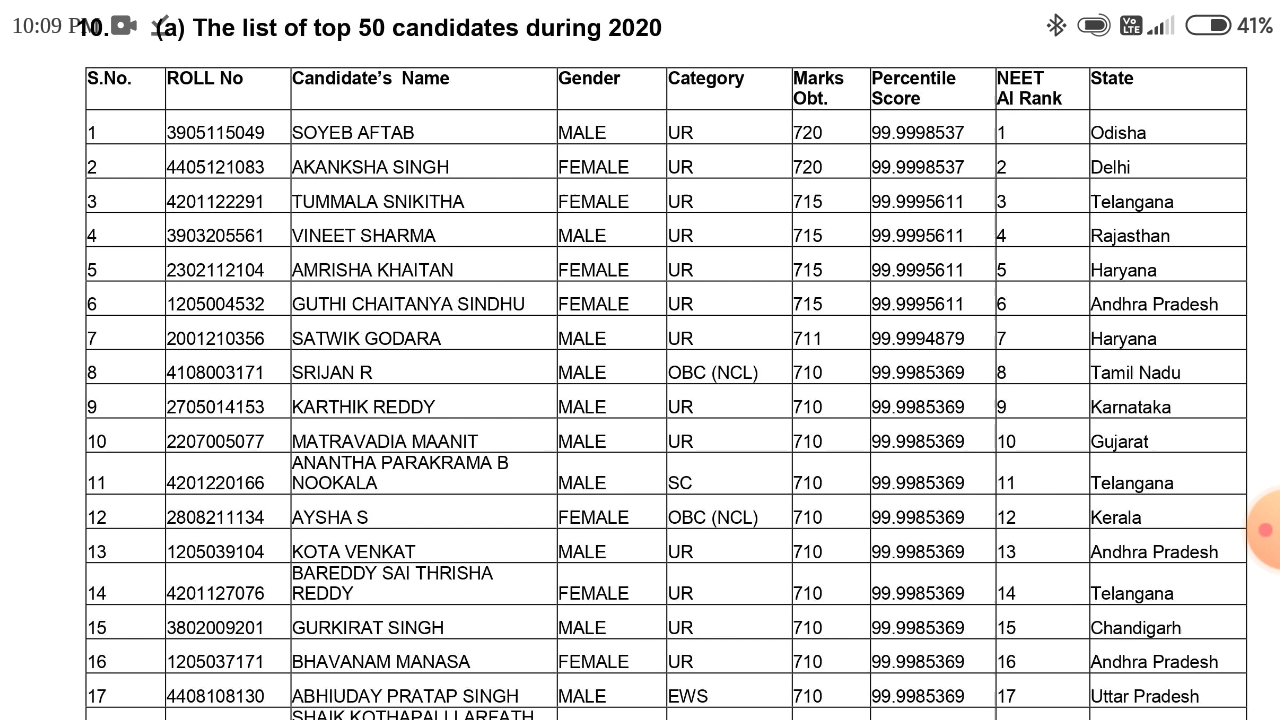 10:09 PM
41%
10. (a) The list of top 50 candidates during 2020
S.No. ROLL No Candidate's Name Gender Category Marks Obt. Percentile Score NEET AI Rank State
1 3905115049 SOYEB AFTAB MALE UR 720 99.9998537 1 Odisha
2 4405121083 AKANKSHA SINGH FEMALE UR 720 99.9998537 2 Delhi
3 4201122291 TUMMALA SNIKITHA FEMALE UR 715 99.9995611 3 Telangana
4 3903205561 VINEET SHARMA MALE UR 715 99.9995611 4 Rajasthan
5 2302112104 AMRISHA KHAITAN FEMALE UR 715 99.9995611 5 Haryana
6 1205004532 GUTHI CHAITANYA SINDHU FEMALE UR 715 99.9995611 6 Andhra Pradesh
7 2001210356 SATWIK GODARA MALE UR 711 99.9994879 7 Haryana
8 4108003171 SRIJAN R MALE OBC (NCL) 710 99.9985369 8 Tamil Nadu
9 2705014153 KARTHIK REDDY MALE UR 710 99.9985369 9 Karnataka
10 2207005077 MATRAVADIA MAANIT MALE UR 710 99.9985369 10 Gujarat
11 4201220166 ANANTHA PARAKRAMA B NOOKALA MALE SC 710 99.9985369 11 Telangana
12 2808211134 AYSHA S FEMALE OBC (NCL) 710 99.9985369 12 Kerala
13 1205039104 KOTA VENKAT MALE UR 710 99.9985369 13 Andhra Pradesh
14 4201127076 BAREDDY SAI THRISHA REDDY FEMALE UR 710 99.9985369 14 Telangana
15 3802009201 GURKIRAT SINGH MALE UR 710 99.9985369 15 Chandigarh
16 1205037171 BHAVANAM MANASA FEMALE UR 710 99.9985369 16 Andhra Pradesh
17 4408108130 ABHIUDAY PRATAP SINGH MALE EWS 710 99.9985369 17 Uttar Pradesh
SHAIK